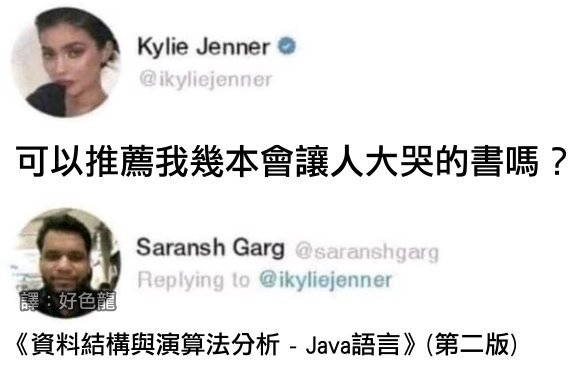 Kylie Jenner
@ikyliejenner
可以推薦我幾本會讓人大哭的書嗎？
Saransh Garg @saranshgarg
Replying to @ikyliejenner
譯：好色龍
《資料結構與演算法分析 - Java語言》(第二版)